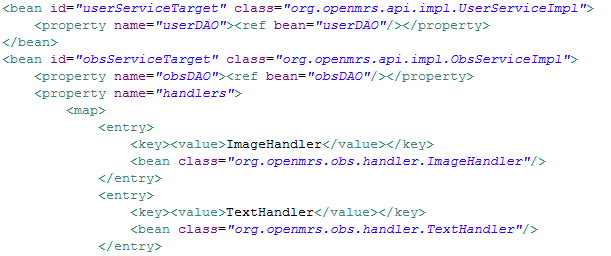 <bean id="userServiceTarget" class="org.openmrs.api.impl.UserServiceImpl">
    <property name="userDAO"><ref bean="userDAO"/></property>
</bean>
<bean id="obsServiceTarget" class="org.openmrs.api.impl.ObsServiceImpl">
    <property name="obsDAO"><ref bean="obsDAO"/></property>
    <property name="handlers">
        <map>
            <entry>
                <key><value>ImageHandler</value></key>
                <bean class="org.openmrs.obs.handler.ImageHandler"/>
            </entry>
            <entry>
                <key><value>TextHandler</value></key>
                <bean class="org.openmrs.obs.handler.TextHandler"/>
            </entry>